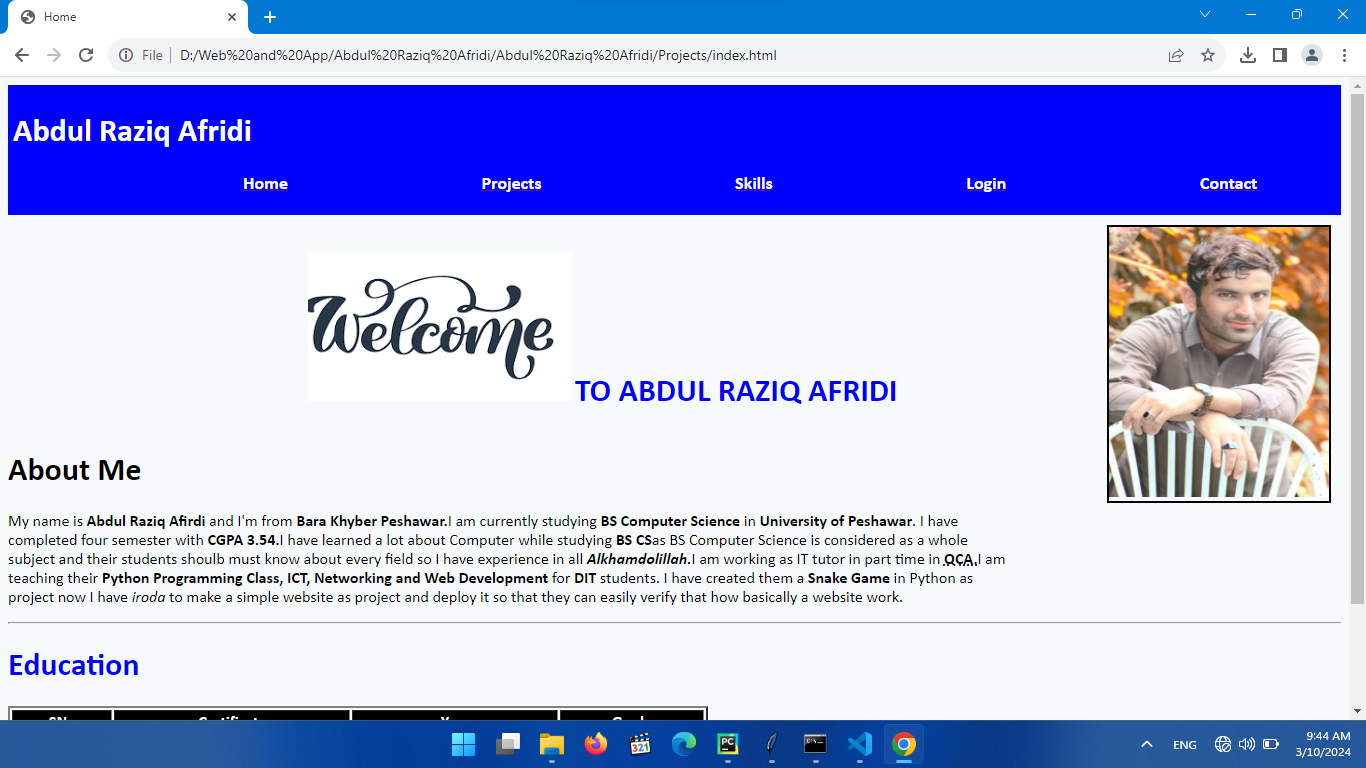 Home
File D:/Web%20and%20App/Abdul%20Raziq%20Afridi/Abdul%20Raziq%20Afridi/Projects/index.html
Abdul Raziq Afridi
Home Projects Skills Login Contact
Welcome
TO ABDUL RAZIQ AFRIDI
About Me
My name is Abdul Raziq Afirdi and I'm from Bara Khyber Peshawar.I am currently studying BS Computer Science in University of Peshawar. I have
completed four semester with CGPA 3.54.I have learned a lot about Computer while studying BS CSas BS Computer Science is considered as a whole
subject and their students shoulb must know about every field so I have experience in all Alkhamdolillah.I am working as IT tutor in part time in QCA,I am
teaching their Python Programming Class, ICT, Networking and Web Development for DIT students. I have created them a Snake Game in Python as
project now I have iroda to make a simple website as project and deploy it so that they can easily verify that how basically a website work.
Education
321
PC
ENG
9:44 AM
3/10/2024